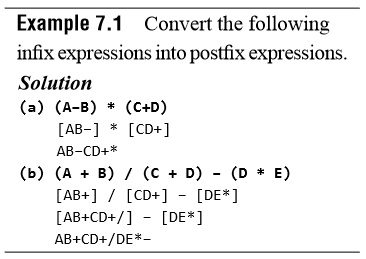 Example 7.1 Convert the following
infix expressions into postfix expressions.
Solution
(a) (A–B) * (C+D)
[AB–] * [CD+]
AB–CD+*
(b) (A + B) / (C + D) – (D * E)
[AB+] / [CD+] – [DE*]
[AB+CD+/] – [DE*]
AB+CD+/DE*–